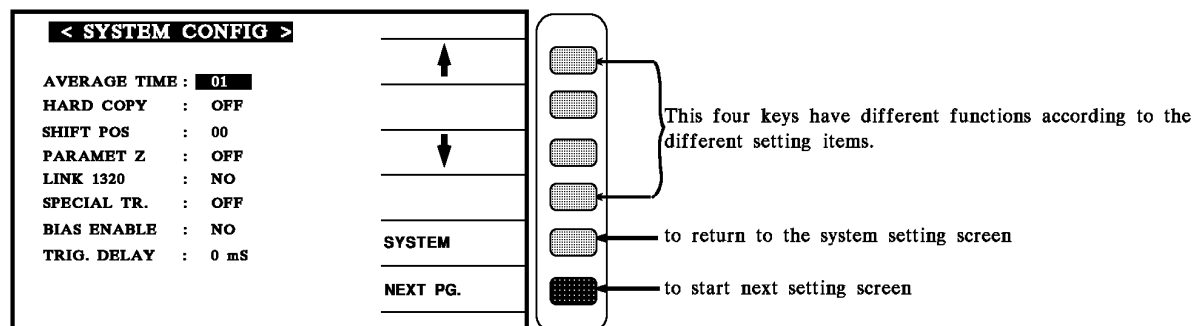 < SYSTEM CONFIG >
AVERAGE TIME : 01
HARD COPY : OFF
SHIFT POS : 00
PARAMET Z : OFF
LINK 1320 : NO
SPECIAL TR. : OFF
BIAS ENABLE : NO
TRIG. DELAY : 0 mS
SYSTEM
NEXT PG.
This four keys have different functions according to the
different setting items.
to return to the system setting screen
to start next setting screen